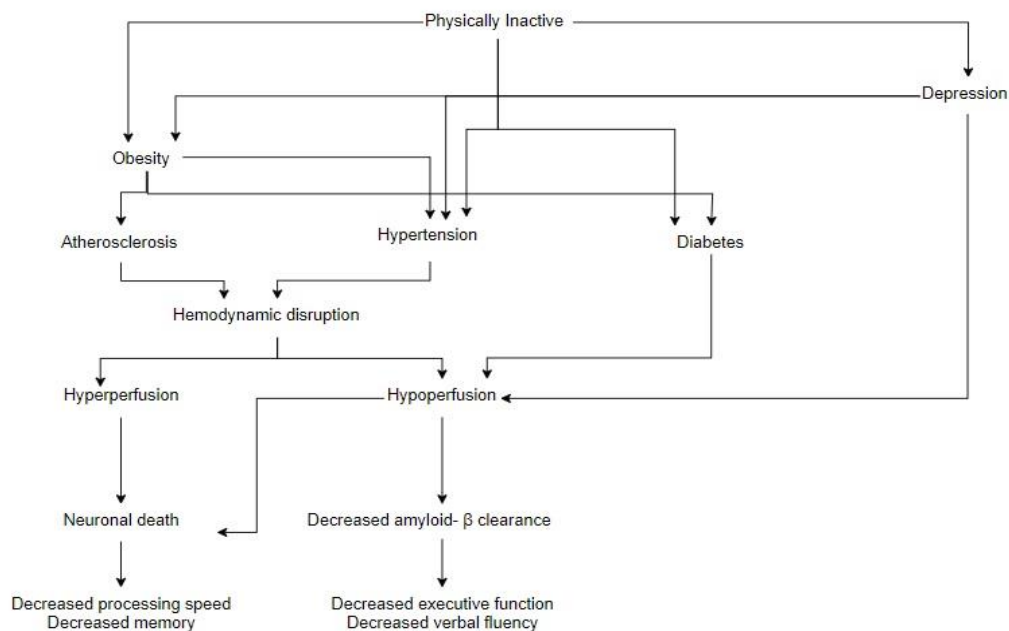 Physically Inactive
Depression
Obesity
Atherosclerosis
Hypertension
Diabetes
Hemodynamic disruption
Hyperperfusion
Hypoperfusion
Neuronal death
Decreased amyloid- β clearance
Decreased processing speed
Decreased memory
Decreased executive function
Decreased verbal fluency